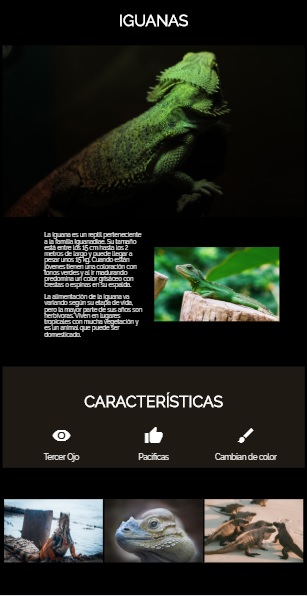 IGUANAS
La Iguana es un reptil perteneciente
a la familia Iguanadae. Su tamaño
está entre los 15 cm hasta los 2
metros de largo y puede llegar a
pesar unos 15 kg. Cuando están
jóvenes tienen una coloración con
tonos verdes y al ir madurando
predomina un color grisáceo con
crestas o espinas en su espalda.
La alimentación de la iguana va
variando según su etapa de vida,
pero la mayor parte de sus años son
herbívoras. Viven en lugares
tropicales con mucha vegetación y
es un animal que puede ser
domesticado.
CARACTERÍSTICAS
Tercer Ojo
Pacíficas
Cambian de color